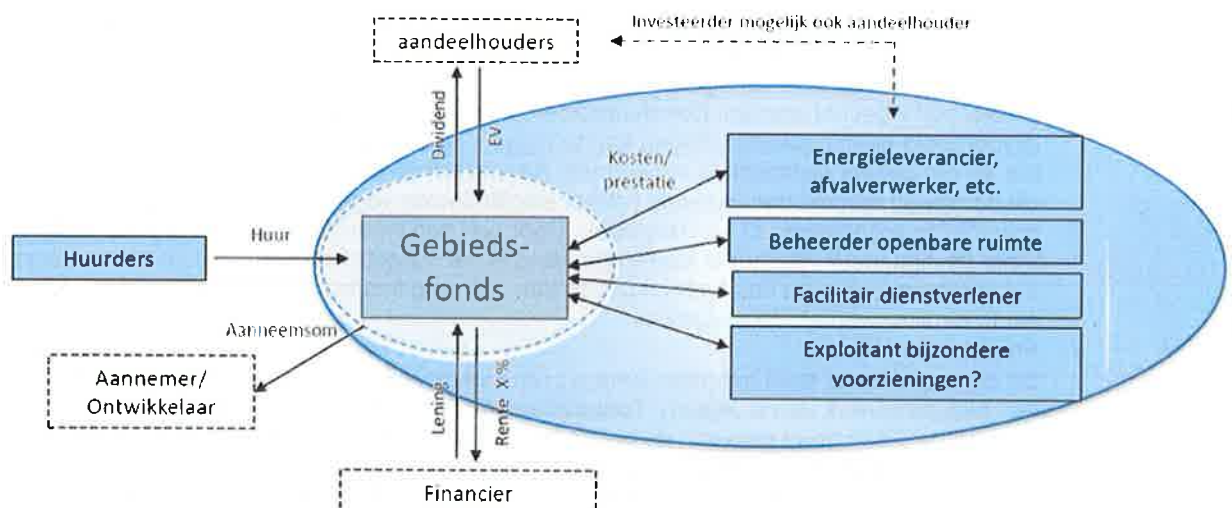 Investeerder mogelijk ook aandeelhouder
aandeelhouders
Dividend
EV
Kosten/
prestatie
Energieleverancier,
afvalverwerker, etc.
Huurders
Huur
Gebieds-
fonds
Beheerder openbare ruimte
Facilitair dienstverlener
Aanneemsom
Exploitant bijzondere
voorzieningen?
Aannemer/
Ontwikkelaar
Lening
Rente X %
Financier